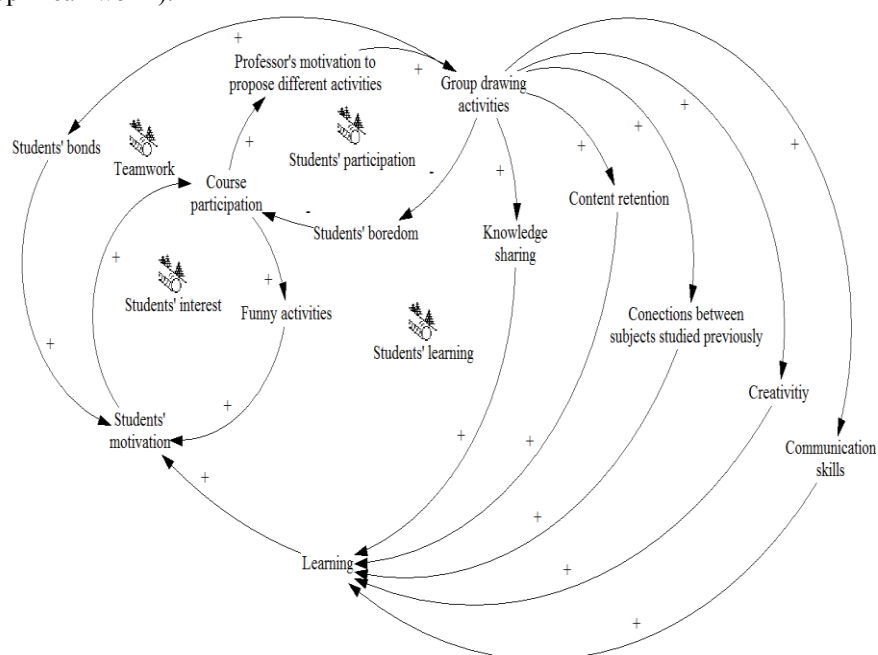 +
Professor's motivation to
propose different activities
+
Group drawing
activities
+
+
+
Students' bonds
Teamwork
+
Students' participation
-
+
+
Course
participation
-
Students' boredom
Knowledge
sharing
Content retention
+
+
Students' interest
Funny activities
Students' learning
Conections between
subjects studied previously
+
+
Creativitiy
Students'
motivation
+
+
Communication
skills
+
+
Learning
+
+